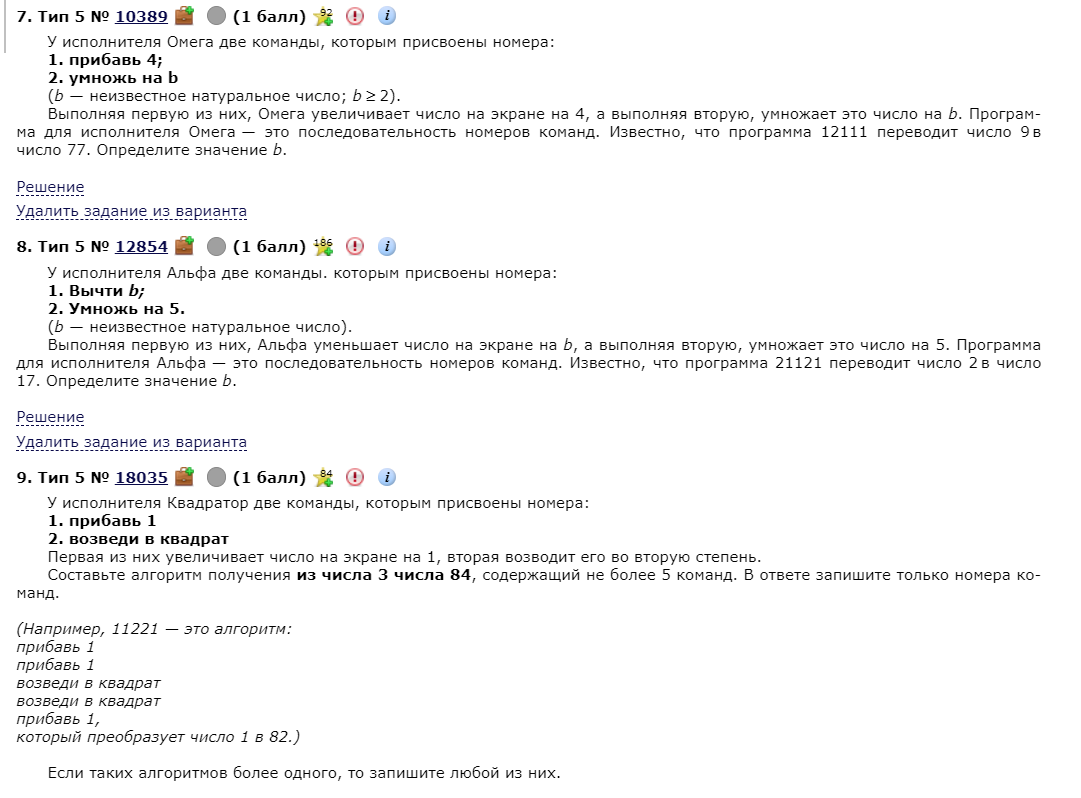 7. Тип 5 № 10389 (1 балл) 92
У исполнителя Омега две команды, которым присвоены номера:
1. прибавь 4;
2. умножь на b
(b — неизвестное натуральное число; b ≥ 2).
Выполняя первую из них, Омега увеличивает число на экране на 4, а выполняя вторую, умножает это число на b. Програм-
ма для исполнителя Омега — это последовательность номеров команд. Известно, что программа 12111 переводит число 9 в
число 77. Определите значение b.
Решение
Удалить задание из варианта
8. Тип 5 № 12854 (1 балл) 186
У исполнителя Альфа две команды. которым присвоены номера:
1. Вычти b;
2. Умножь на 5.
(b — неизвестное натуральное число).
Выполняя первую из них, Альфа уменьшает число на экране на b, а выполняя вторую, умножает это число на 5. Программа
для исполнителя Альфа — это последовательность номеров команд. Известно, что программа 21121 переводит число 2 в число
17. Определите значение b.
Решение
Удалить задание из варианта
9. Тип 5 № 18035 (1 балл) 84
У исполнителя Квадратор две команды, которым присвоены номера:
1. прибавь 1
2. возведи в квадрат
Первая из них увеличивает число на экране на 1, вторая возводит его во вторую степень.
Составьте алгоритм получения из числа 3 числа 84, содержащий не более 5 команд. В ответе запишите только номера ко-
манд.
(Например, 11221 — это алгоритм:
прибавь 1
прибавь 1
возведи в квадрат
возведи в квадрат
прибавь 1,
который преобразует число 1 в 82.)
Если таких алгоритмов более одного, то запишите любой из них.